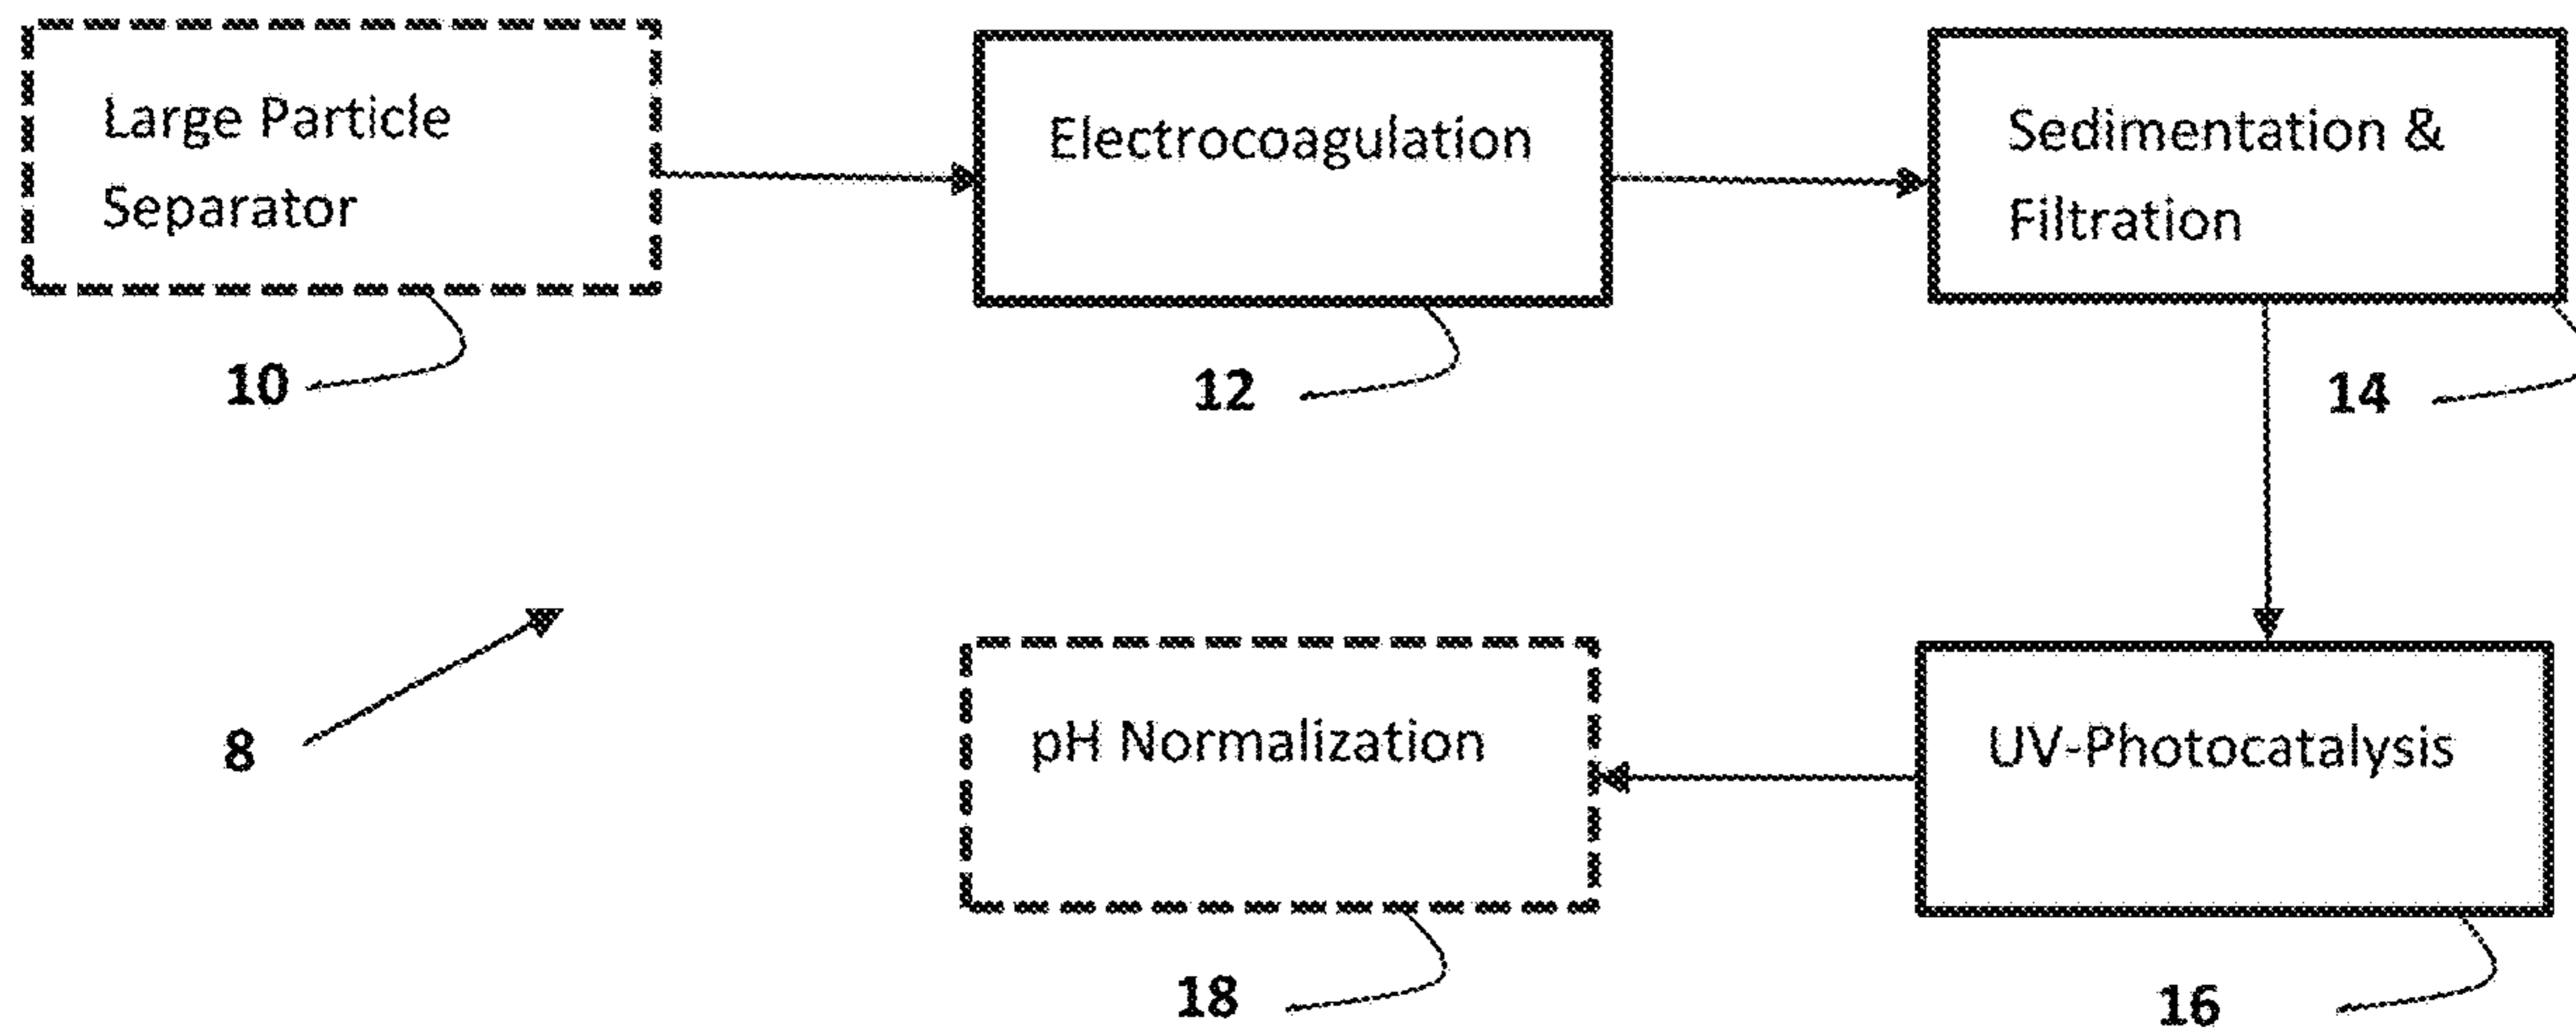 Large Particle
Separator
10
Electrocoagulation
12
Sedimentation &
Filtration
14
8
pH Normalization
18
UV-Photocatalysis
16